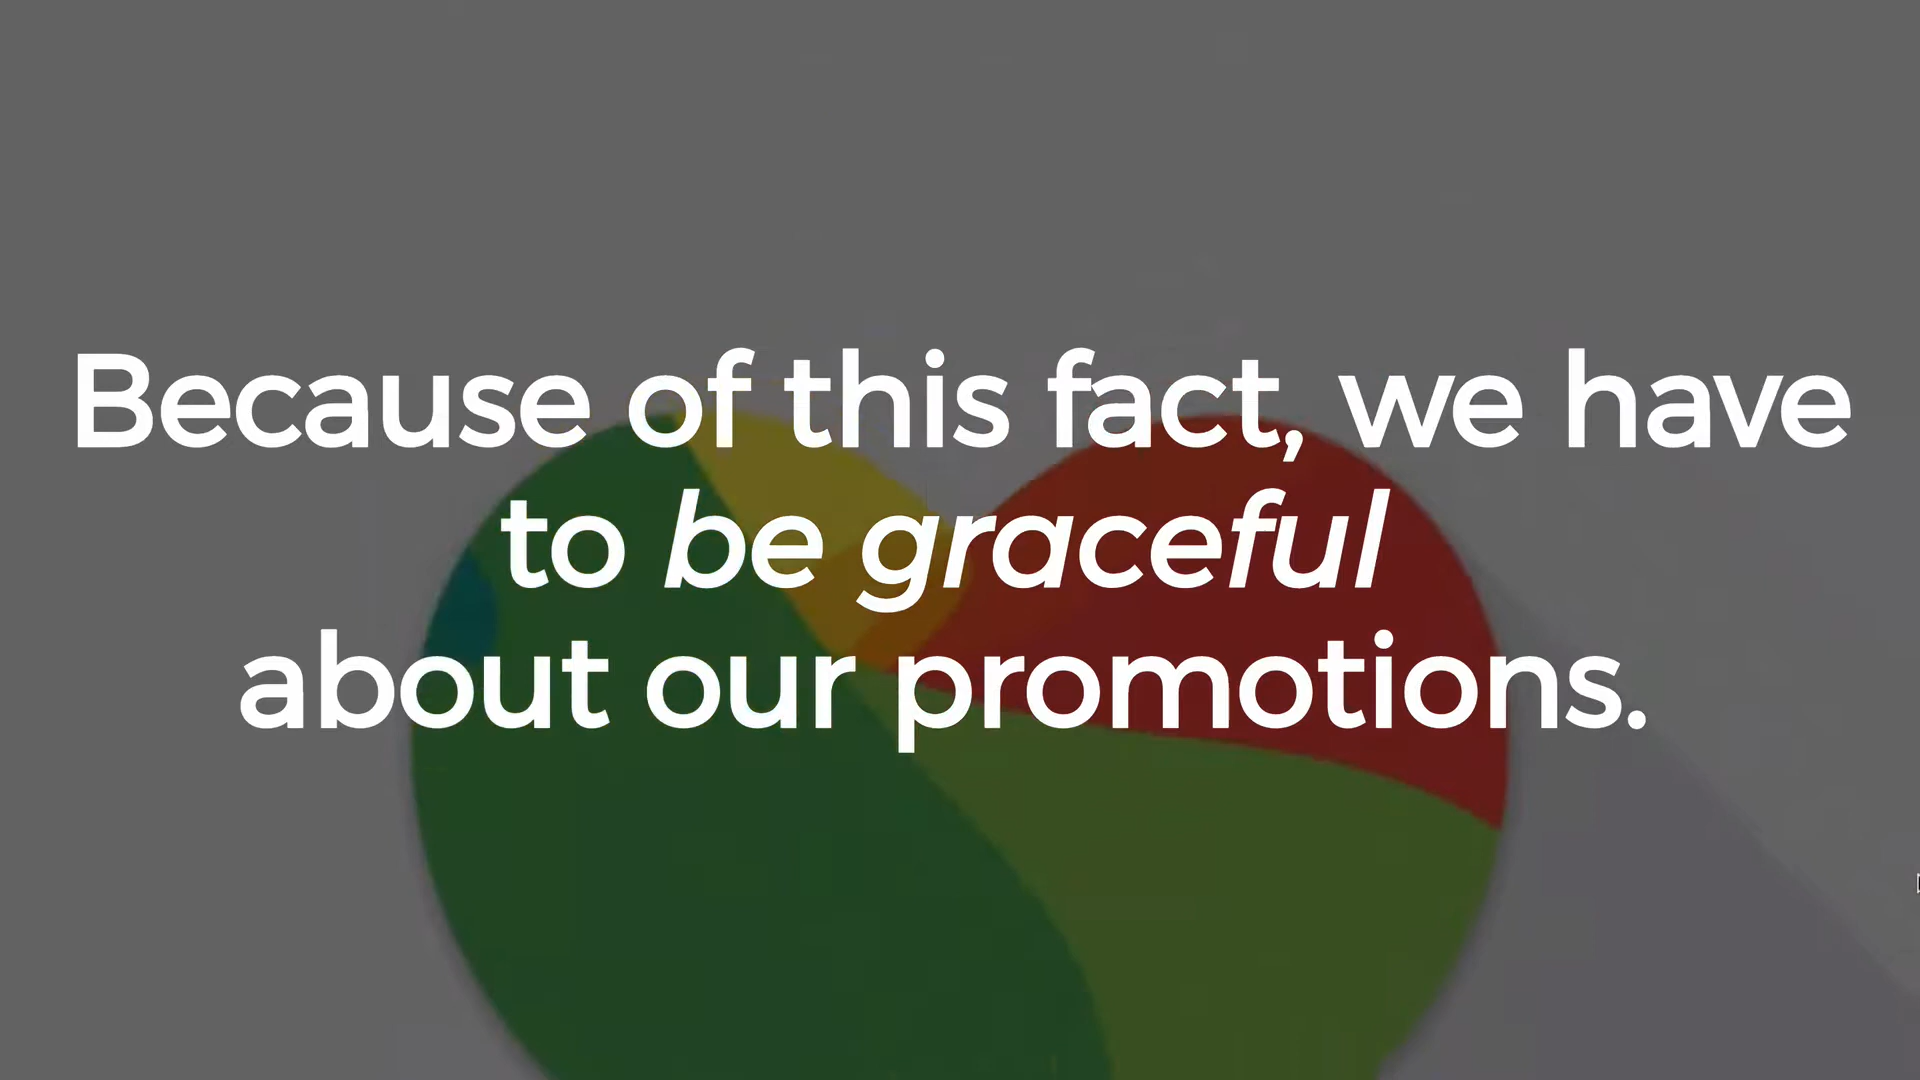 Because of this fact, we have
to be graceful
about our promotions.